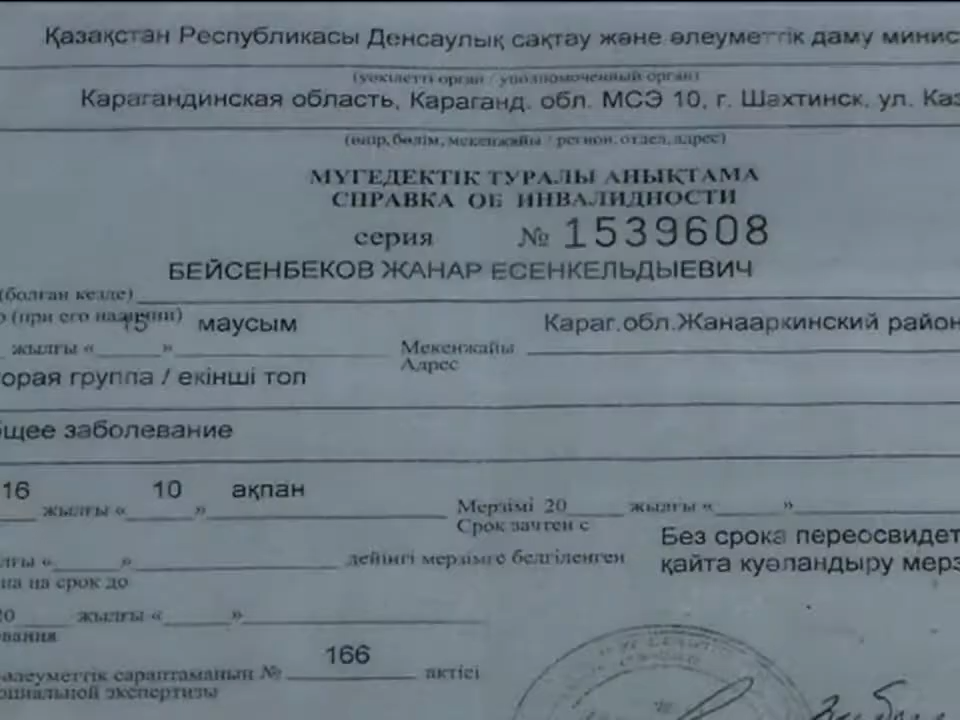 Қазақстан Республикасы Денсаулық сақтау және әлеуметтік даму минис
(уәкілетті орган / уполномоченный орган)
Карагандинская область, Караганд. обл. МСЭ 10, г. Шахтинск, ул. Каз
(өңір, бөлім, мекенжайы / регион, отдел, адрес)
МҮГЕДЕКТІК ТУРАЛЫ АНЫҚТАМА
СПРАВКА ОБ ИНВАЛИДНОСТИ
серия № 1539608
БЕЙСЕНБЕКОВ ЖАНАР ЕСЕНКЕЛЬДЫЕВИЧ
(болған кезде)
о (при его наличии)
15 маусым Караг.обл.Жанааркинский район
жылғы « » Мекенжайы
Адрес
орая группа / екінші топ
бщее заболевание
16 10 ақпан
жылғы « » Мерзімі 20 жылғы « »
Срок зачтен с
Без срока переосвидет
лғы « » дейінгі мерзімге белгіленген қайта куәландыру мерз
на на срок до
20 жылғы « »
вания
166
әлеуметтік сараптаманың № актісі
оциальной экспертизы